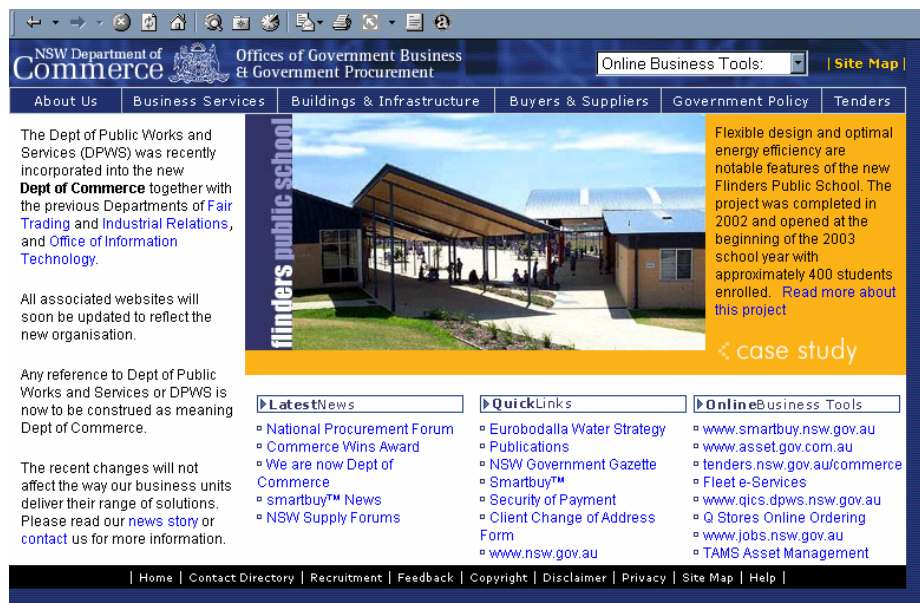 NSW Department of
Commerce
Offices of Government Business
& Government Procurement
Online Business Tools:
| Site Map |
About Us
Business Services
Buildings & Infrastructure
Buyers & Suppliers
Government Policy
Tenders
The Dept of Public Works and
Services (DPWS) was recently
incorporated into the new
Dept of Commerce together with
the previous Departments of Fair
Trading and Industrial Relations,
and Office of Information
Technology.
All associated websites will
soon be updated to reflect the
new organisation.
Any reference to Dept of Public
Works and Services or DPWS is
now to be construed as meaning
Dept of Commerce.
The recent changes will not
affect the way our business units
deliver their range of solutions.
Please read our news story or
contact us for more information.
flinders public school
Flexible design and optimal
energy efficiency are
notable features of the new
Flinders Public School. The
project was completed in
2002 and opened at the
beginning of the 2003
school year with
approximately 400 students
enrolled. Read more about
this project
case study
LatestNews
National Procurement Forum
Commerce Wins Award
We are now Dept of
Commerce
smartbuy™ News
NSW Supply Forums
QuickLinks
Eurobodalla Water Strategy
Publications
NSW Government Gazette
Smartbuy™
Security of Payment
Client Change of Address
Form
www.nsw.gov.au
OnlineBusiness Tools
www.smartbuy.nsw.gov.au
www.asset.gov.com.au
tenders.nsw.gov.au/commerce
Fleet e-Services
www.qics.dpws.nsw.gov.au
Q Stores Online Ordering
www.jobs.nsw.gov.au
TAMS Asset Management
| Home | Contact Directory | Recruitment | Feedback | Copyright | Disclaimer | Privacy | Site Map | Help |